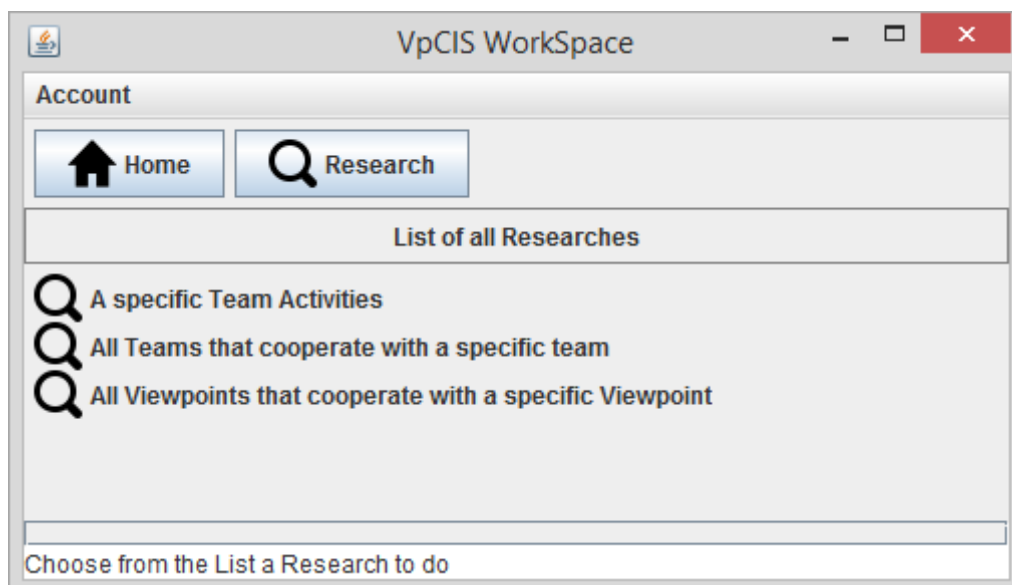 VpCIS WorkSpace
Account
Home Research
List of all Researches
A specific Team Activities
All Teams that cooperate with a specific team
All Viewpoints that cooperate with a specific Viewpoint
Choose from the List a Research to do